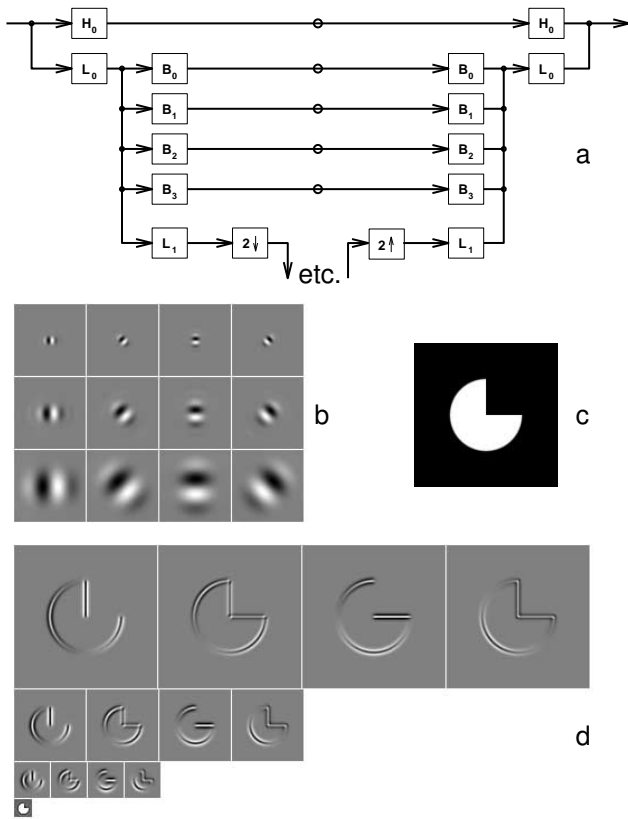 H₀ H₀
L₀ L₀
B₀ B₀
B₁ B₁
B₂ B₂
a
B₃ B₃
L₁ 2↓ 2↑ L₁
etc.
b
c
d